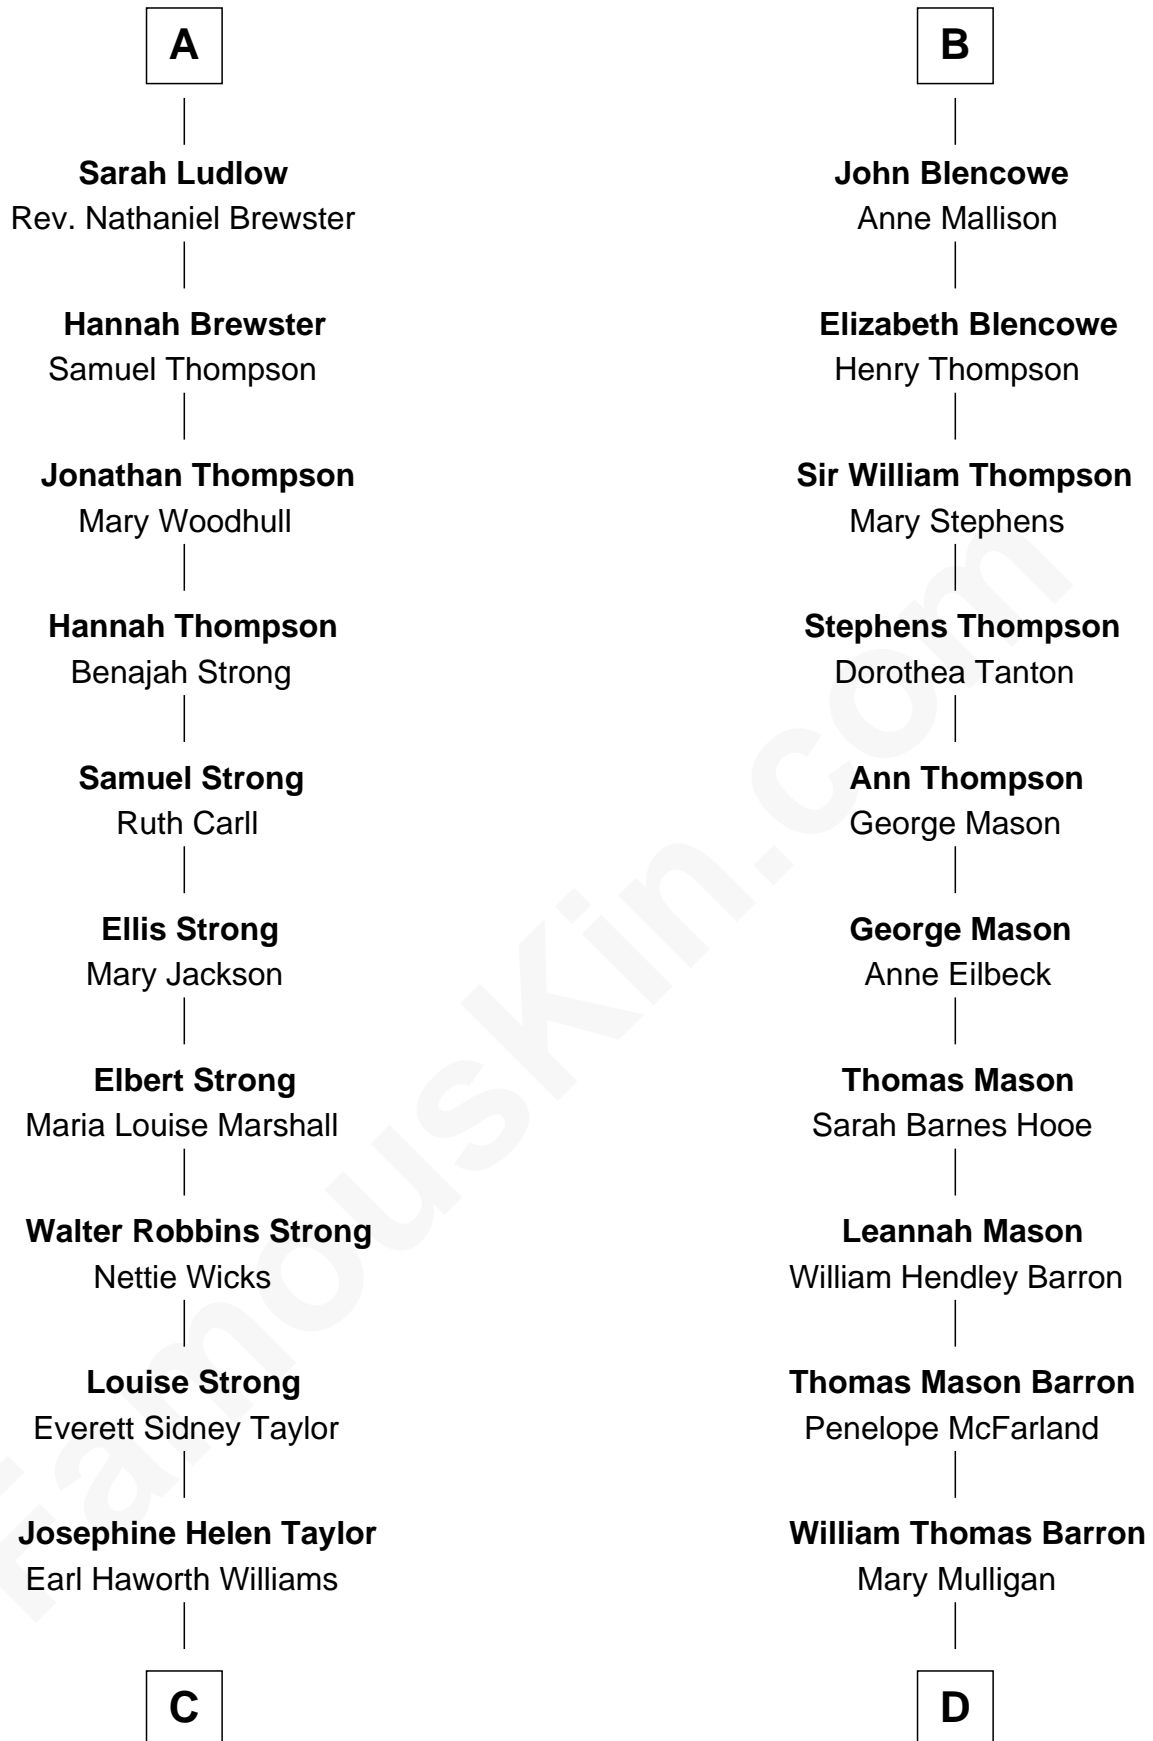 A
Sarah Ludlow
Rev. Nathaniel Brewster
Hannah Brewster
Samuel Thompson
Jonathan Thompson
Mary Woodhull
Hannah Thompson
Benajah Strong
Samuel Strong
Ruth Carll
Ellis Strong
Mary Jackson
Elbert Strong
Maria Louise Marshall
Walter Robbins Strong
Nettie Wicks
Louise Strong
Everett Sidney Taylor
Josephine Helen Taylor
Earl Haworth Williams
C
B
John Blencowe
Anne Mallison
Elizabeth Blencowe
Henry Thompson
Sir William Thompson
Mary Stephens
Stephens Thompson
Dorothea Tanton
Ann Thompson
George Mason
George Mason
Anne Eilbeck
Thomas Mason
Sarah Barnes Hooe
Leannah Mason
William Hendley Barron
Thomas Mason Barron
Penelope McFarland
William Thomas Barron
Mary Mulligan
D
FamousKin.com